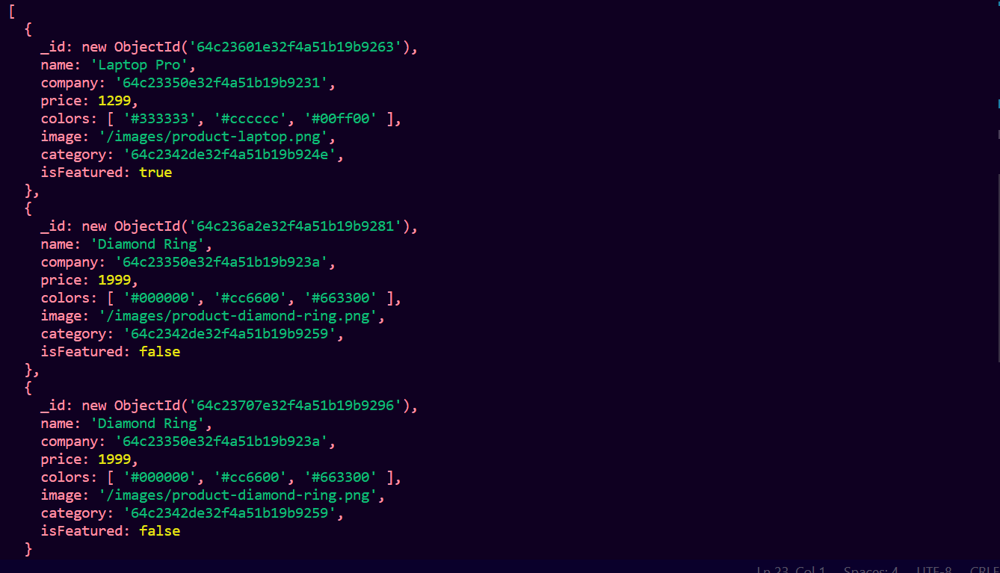 [
  {
    _id: new ObjectId('64c23601e32f4a51b19b9263'),
    name: 'Laptop Pro',
    company: '64c23350e32f4a51b19b9231',
    price: 1299,
    colors: [ '#333333', '#cccccc', '#00ff00' ],
    image: '/images/product-laptop.png',
    category: '64c2342de32f4a51b19b924e',
    isFeatured: true
  },
  {
    _id: new ObjectId('64c236a2e32f4a51b19b9281'),
    name: 'Diamond Ring',
    company: '64c23350e32f4a51b19b923a',
    price: 1999,
    colors: [ '#000000', '#cc6600', '#663300' ],
    image: '/images/product-diamond-ring.png',
    category: '64c2342de32f4a51b19b9259',
    isFeatured: false
  },
  {
    _id: new ObjectId('64c23707e32f4a51b19b9296'),
    name: 'Diamond Ring',
    company: '64c23350e32f4a51b19b923a',
    price: 1999,
    colors: [ '#000000', '#cc6600', '#663300' ],
    image: '/images/product-diamond-ring.png',
    category: '64c2342de32f4a51b19b9259',
    isFeatured: false
  }
Ln 23, Col 1 Spaces: 4 UTF-8 CRLF